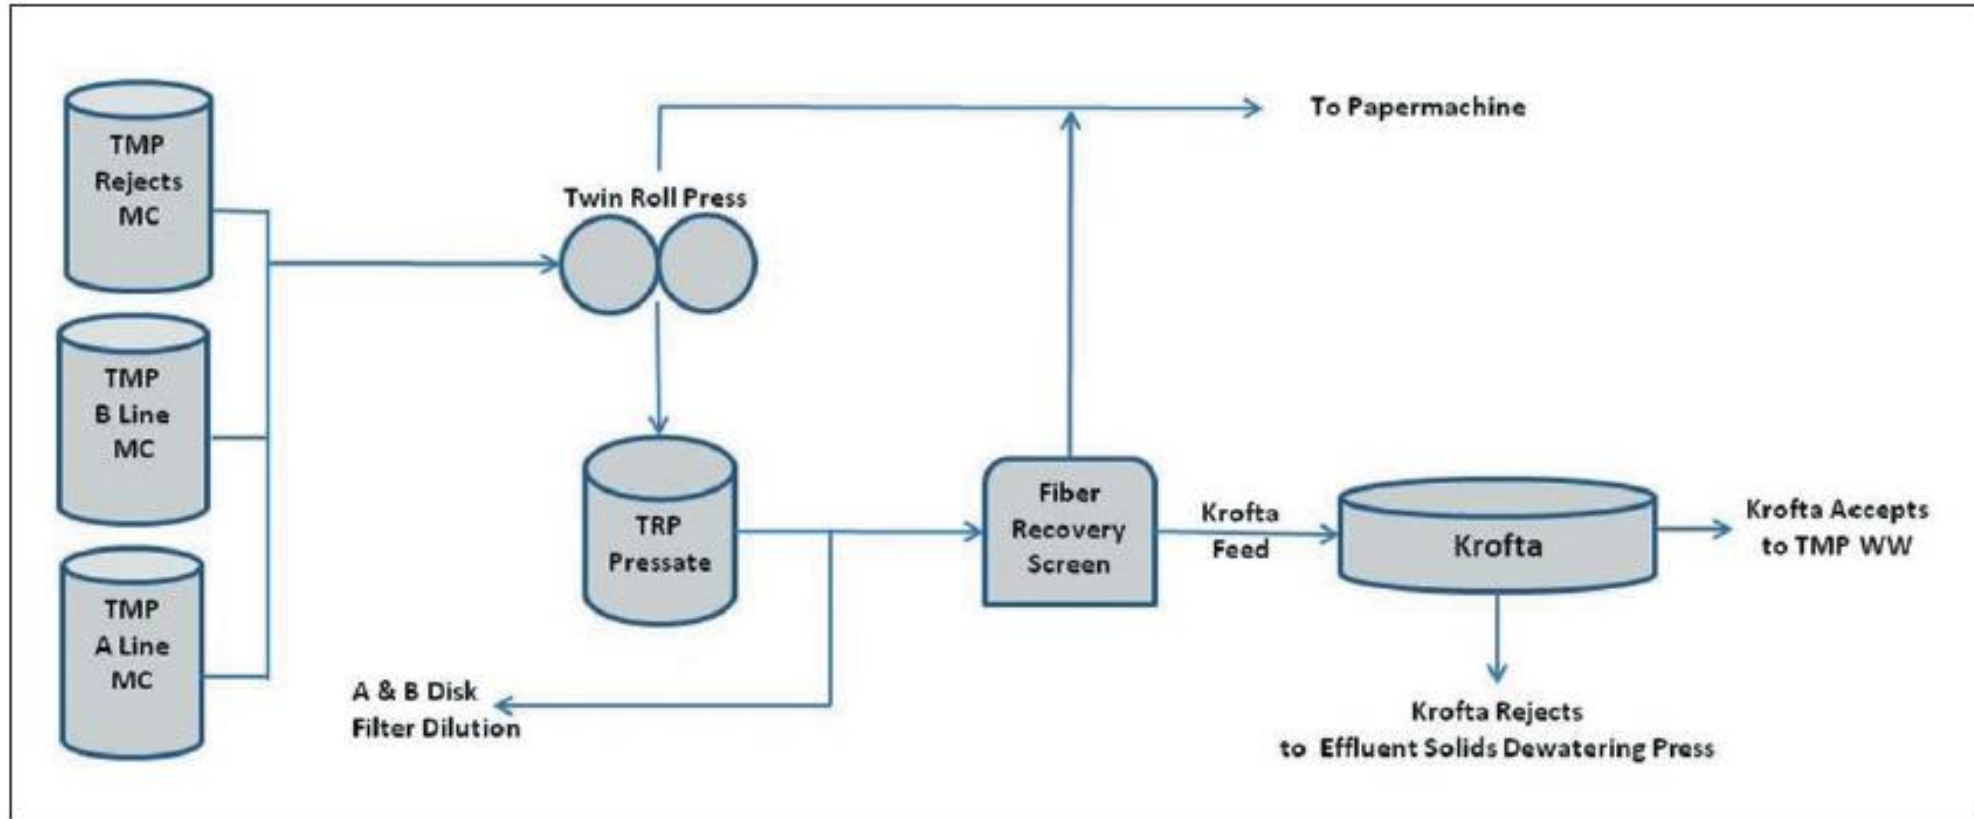 TMP
Rejects
MC
TMP
B Line
MC
TMP
A Line
MC
Twin Roll Press
To Papermachine
TRP
Pressate
A & B Disk
Filter Dilution
Fiber
Recovery
Screen
Krofta
Feed
Krofta
Krofta Accepts
to TMP WW
Krofta Rejects
to Effluent Solids Dewatering Press